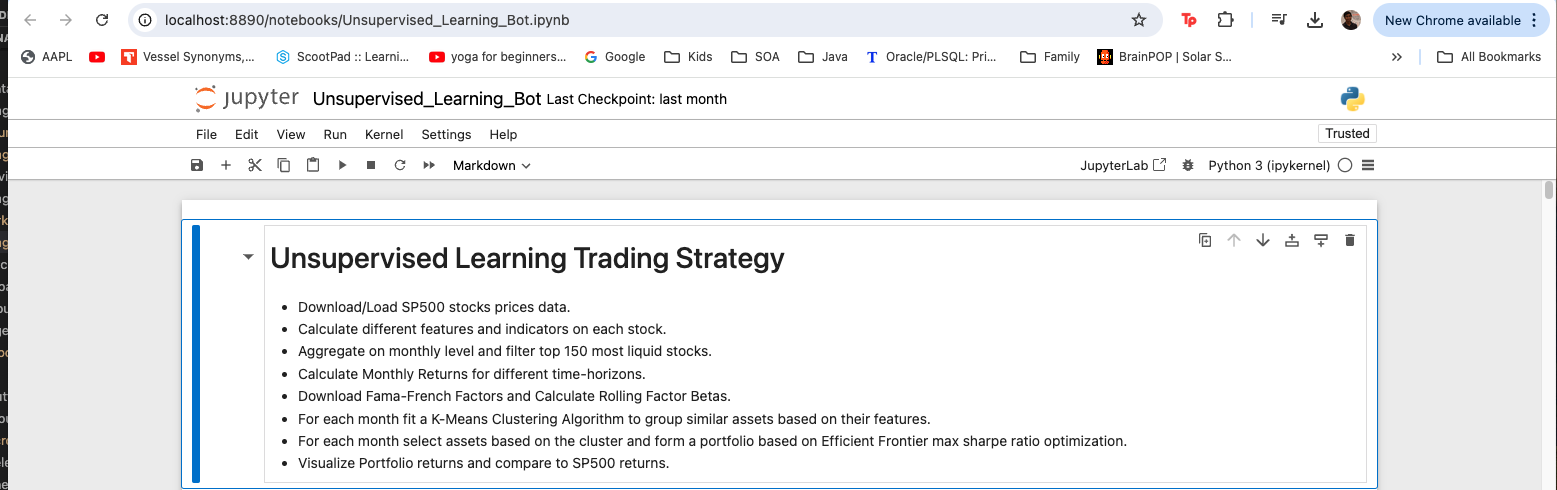 localhost:8890/notebooks/Unsupervised_Learning_Bot.ipynb
Tp
New Chrome available
AAPL Vessel Synonyms,... ScootPad :: Learni... yoga for beginners... Google Kids SOA Java T Oracle/PLSQL: Pri... Family BrainPOP | Solar S... » All Bookmarks
jupyter Unsupervised_Learning_Bot Last Checkpoint: last month
File Edit View Run Kernel Settings Help Trusted
Markdown JupyterLab Python 3 (ipykernel)
Unsupervised Learning Trading Strategy
• Download/Load SP500 stocks prices data.
• Calculate different features and indicators on each stock.
• Aggregate on monthly level and filter top 150 most liquid stocks.
• Calculate Monthly Returns for different time-horizons.
• Download Fama-French Factors and Calculate Rolling Factor Betas.
• For each month fit a K-Means Clustering Algorithm to group similar assets based on their features.
• For each month select assets based on the cluster and form a portfolio based on Efficient Frontier max sharpe ratio optimization.
• Visualize Portfolio returns and compare to SP500 returns.